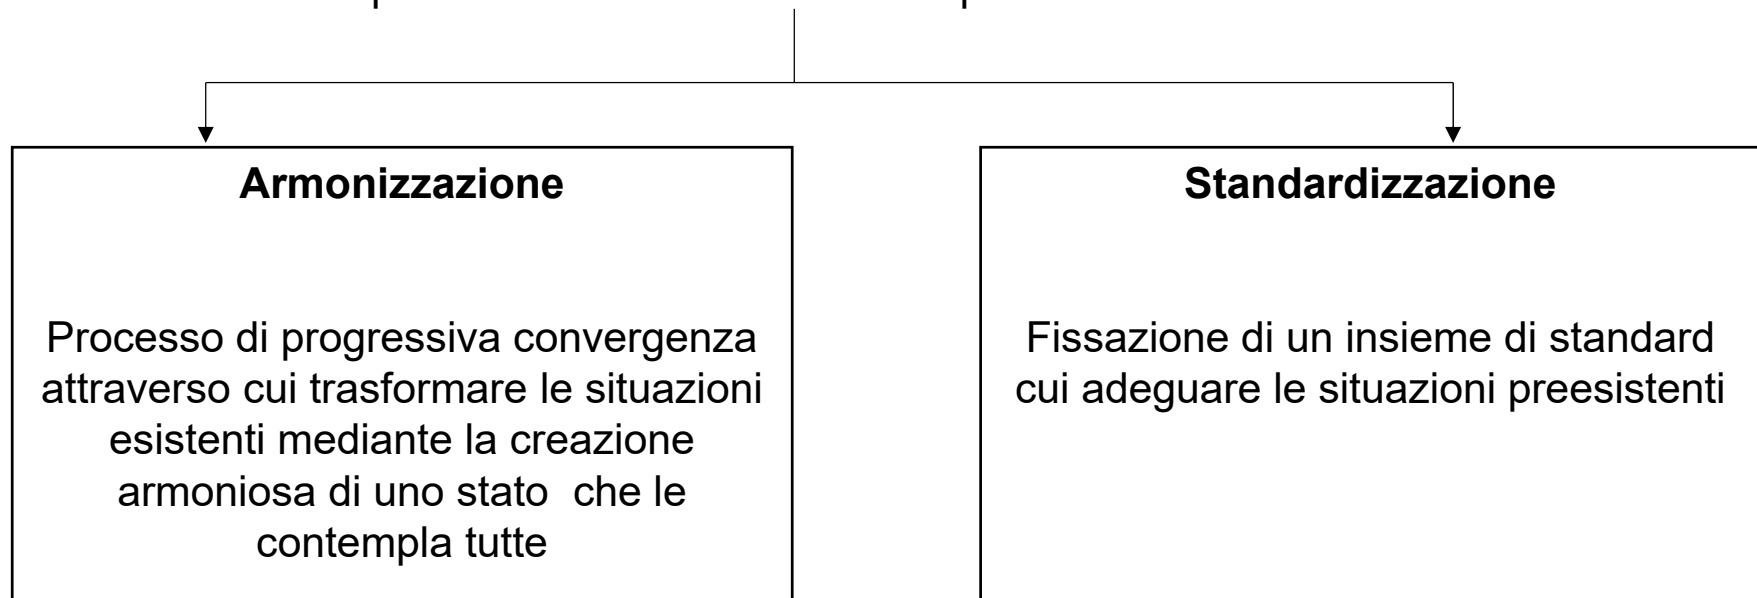 Armonizzazione
Processo di progressiva convergenza
attraverso cui trasformare le situazioni
esistenti mediante la creazione
armoniosa di uno stato  che le
contempla tutte
Standardizzazione
Fissazione di un insieme di standard
cui adeguare le situazioni preesistenti